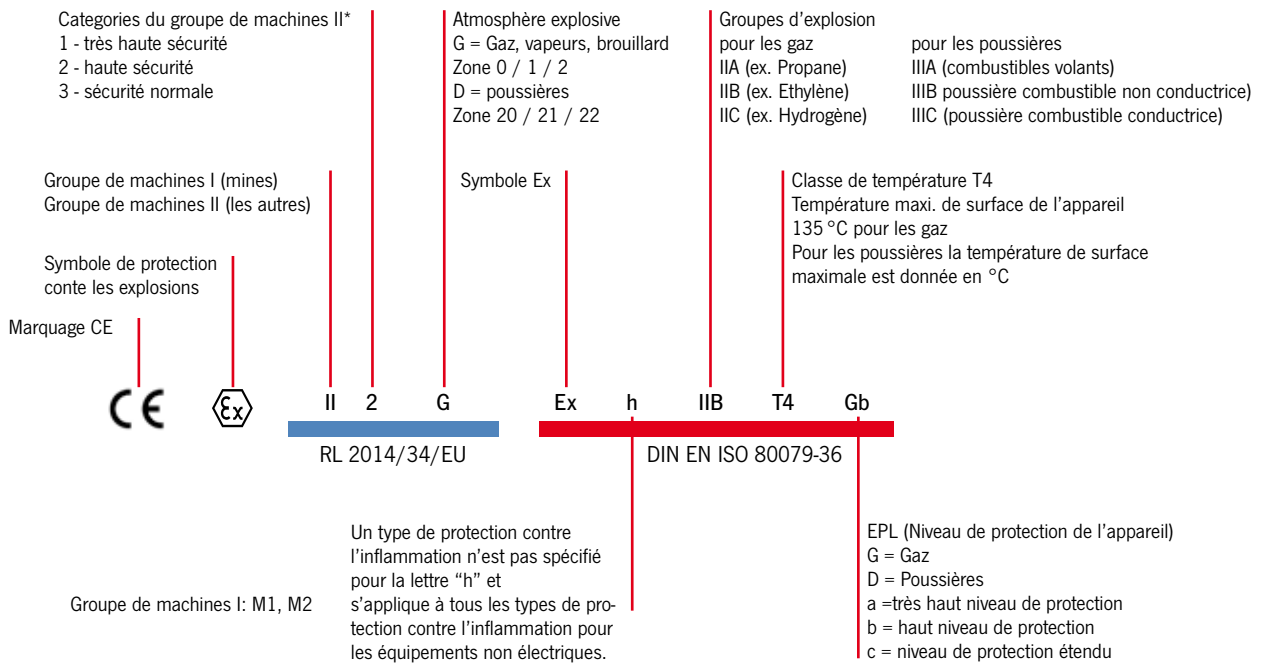 Categories du groupe de machines II*
1 - très haute sécurité
2 - haute sécurité
3 - sécurité normale
Atmosphère explosive
G = Gaz, vapeurs, brouillard
Zone 0 / 1 / 2
D = poussières
Zone 20 / 21 / 22
Groupes d’explosion
pour les gaz
IIA (ex. Propane)
IIB (ex. Ethylène)
IIC (ex. Hydrogène)
pour les poussières
IIIA (combustibles volants)
IIIB poussière combustible non conductrice)
IIIC (poussière combustible conductrice)
Groupe de machines I (mines)
Groupe de machines II (les autres)
Symbole Ex
Classe de température T4
Température maxi. de surface de l’appareil
135 °C pour les gaz
Pour les poussières la température de surface
maximale est donnée en °C
Symbole de protection
conte les explosions
Marquage CE
CE Ex II 2 G Ex h IIB T4 Gb
RL 2014/34/EU
DIN EN ISO 80079-36
Un type de protection contre
l’inflammation n’est pas spécifié
pour la lettre “h” et
s’applique à tous les types de pro-
tection contre l’inflammation pour
les équipements non électriques.
Groupe de machines I: M1, M2
EPL (Niveau de protection de l’appareil)
G = Gaz
D = Poussières
a =très haut niveau de protection
b = haut niveau de protection
c = niveau de protection étendu